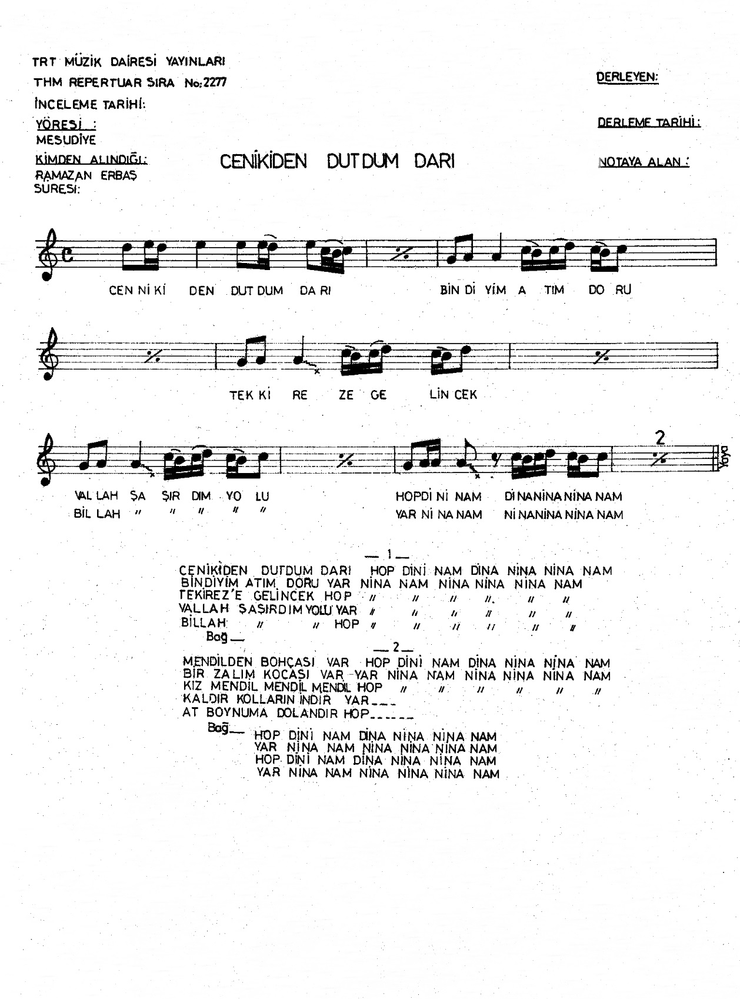 TRT MÜZİK DAİRESİ YAYINLARI
THM REPERTUAR SIRA No: 2277
İNCELEME TARİHİ:
YÖRESİ :
MESUDİYE
KİMDEN ALINDIĞI:
RAMAZAN ERBAŞ
SÜRESİ:
DERLEYEN:
DERLEME TARİHİ:
NOTAYA ALAN :
CENİKİDEN DUTDUM DARI
CEN Nİ Kİ DEN DUT DUM DA RI BİN Dİ YİM A TIM DO RU
TEK Kİ RE ZE GE LİN CEK
2
Yaya
VAL LAH ŞA ŞIR DIM YO LU HOPDİ Nİ NAM Dİ NANİNA NİNA NAM
BİL LAH " " " " " YAR Nİ NA NAM Nİ NANİNA NİNA NAM
— 1 —
CENİKİDEN DUTDUM DARI HOP DİNİ NAM DİNA NİNA NİNA NAM
BİNDİYİM ATIM DORU YAR NİNA NAM NİNA NİNA NİNA NAM
TEKİREZ'E GELİNCEK HOP " " " " " "
VALLAH ŞAŞIRDIM YOLU YAR " " " " " "
BİLLAH " " HOP " " " " " "
Bağ —
— 2 —
MENDİLDEN BOHÇASI VAR HOP DİNİ NAM DİNA NİNA NİNA NAM
BİR ZALIM KOCASI VAR YAR NİNA NAM NİNA NİNA NİNA NAM
KIZ MENDİL MENDİL MENDİL HOP " " " " " "
KALDIR KOLLARIN İNDİR YAR _ _ _
AT BOYNUMA DOLANDIR HOP _ _ _ _ _ _
Bağ —
HOP DİNİ NAM DİNA NİNA NİNA NAM
YAR NİNA NAM NİNA NİNA NİNA NAM
HOP DİNİ NAM DİNA NİNA NİNA NAM
YAR NİNA NAM NİNA NİNA NİNA NAM